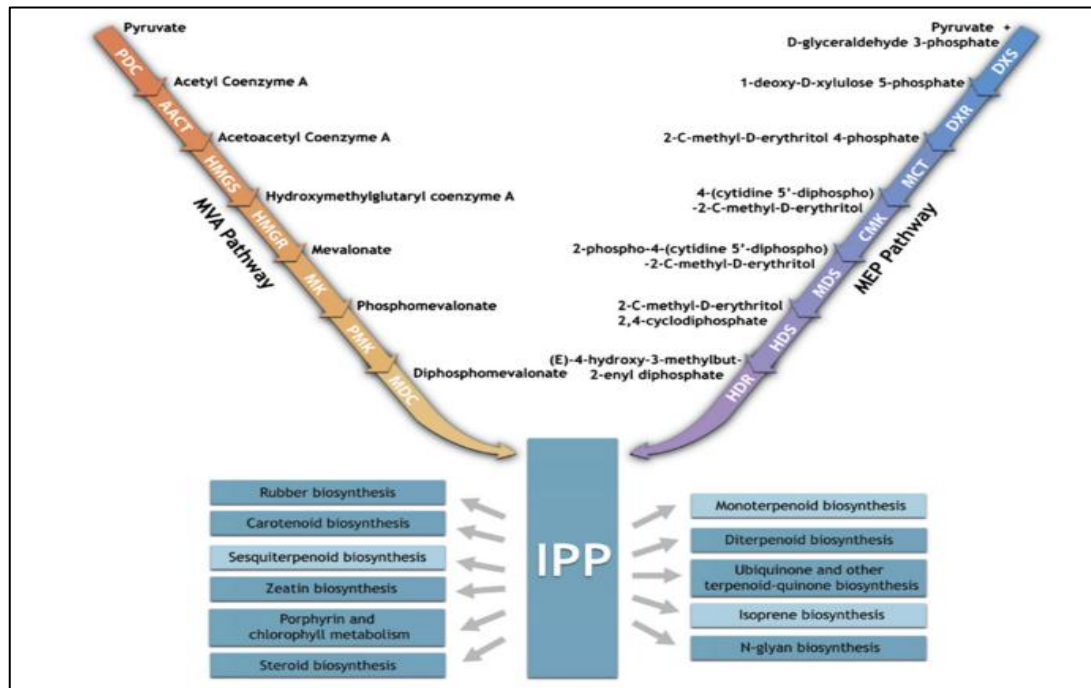 Pyruvate
PDC
Acetyl Coenzyme A
AACT
Acetoacetyl Coenzyme A
HMGS
Hydroxymethylglutaryl coenzyme A
HMGR
Mevalonate
MK
Phosphomevalonate
PMK
Diphosphomevalonate
MDC
MVA Pathway
Pyruvate +
D-glyceraldehyde 3-phosphate
DXS
1-deoxy-D-xylulose 5-phosphate
DXR
2-C-methyl-D-erythritol 4-phosphate
MCT
4-(cytidine 5'-diphospho)
-2-C-methyl-D-erythritol
CMK
2-phospho-4-(cytidine 5'-diphospho)
-2-C-methyl-D-erythritol
MDS
2-C-methyl-D-erythritol
2,4-cyclodiphosphate
HDS
(E)-4-hydroxy-3-methylbut-
2-enyl diphosphate
HDR
MEP Pathway
IPP
Rubber biosynthesis
Carotenoid biosynthesis
Sesquiterpenoid biosynthesis
Zeatin biosynthesis
Porphyrin and
chlorophyll metabolism
Steroid biosynthesis
Monoterpenoid biosynthesis
Diterpenoid biosynthesis
Ubiquinone and other
terpenoid-quinone biosynthesis
Isoprene biosynthesis
N-glyan biosynthesis